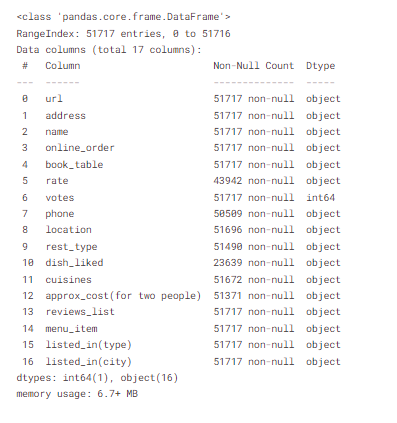 <class 'pandas.core.frame.DataFrame'>
RangeIndex: 51717 entries, 0 to 51716
Data columns (total 17 columns):
 #   Column                       Non-Null Count  Dtype
---  ------                       --------------  -----
 0   url                          51717 non-null  object
 1   address                      51717 non-null  object
 2   name                         51717 non-null  object
 3   online_order                 51717 non-null  object
 4   book_table                   51717 non-null  object
 5   rate                         43942 non-null  object
 6   votes                        51717 non-null  int64
 7   phone                        50509 non-null  object
 8   location                     51696 non-null  object
 9   rest_type                    51490 non-null  object
 10  dish_liked                   23639 non-null  object
 11  cuisines                     51672 non-null  object
 12  approx_cost(for two people)  51371 non-null  object
 13  reviews_list                 51717 non-null  object
 14  menu_item                    51717 non-null  object
 15  listed_in(type)              51717 non-null  object
 16  listed_in(city)              51717 non-null  object
dtypes: int64(1), object(16)
memory usage: 6.7+ MB